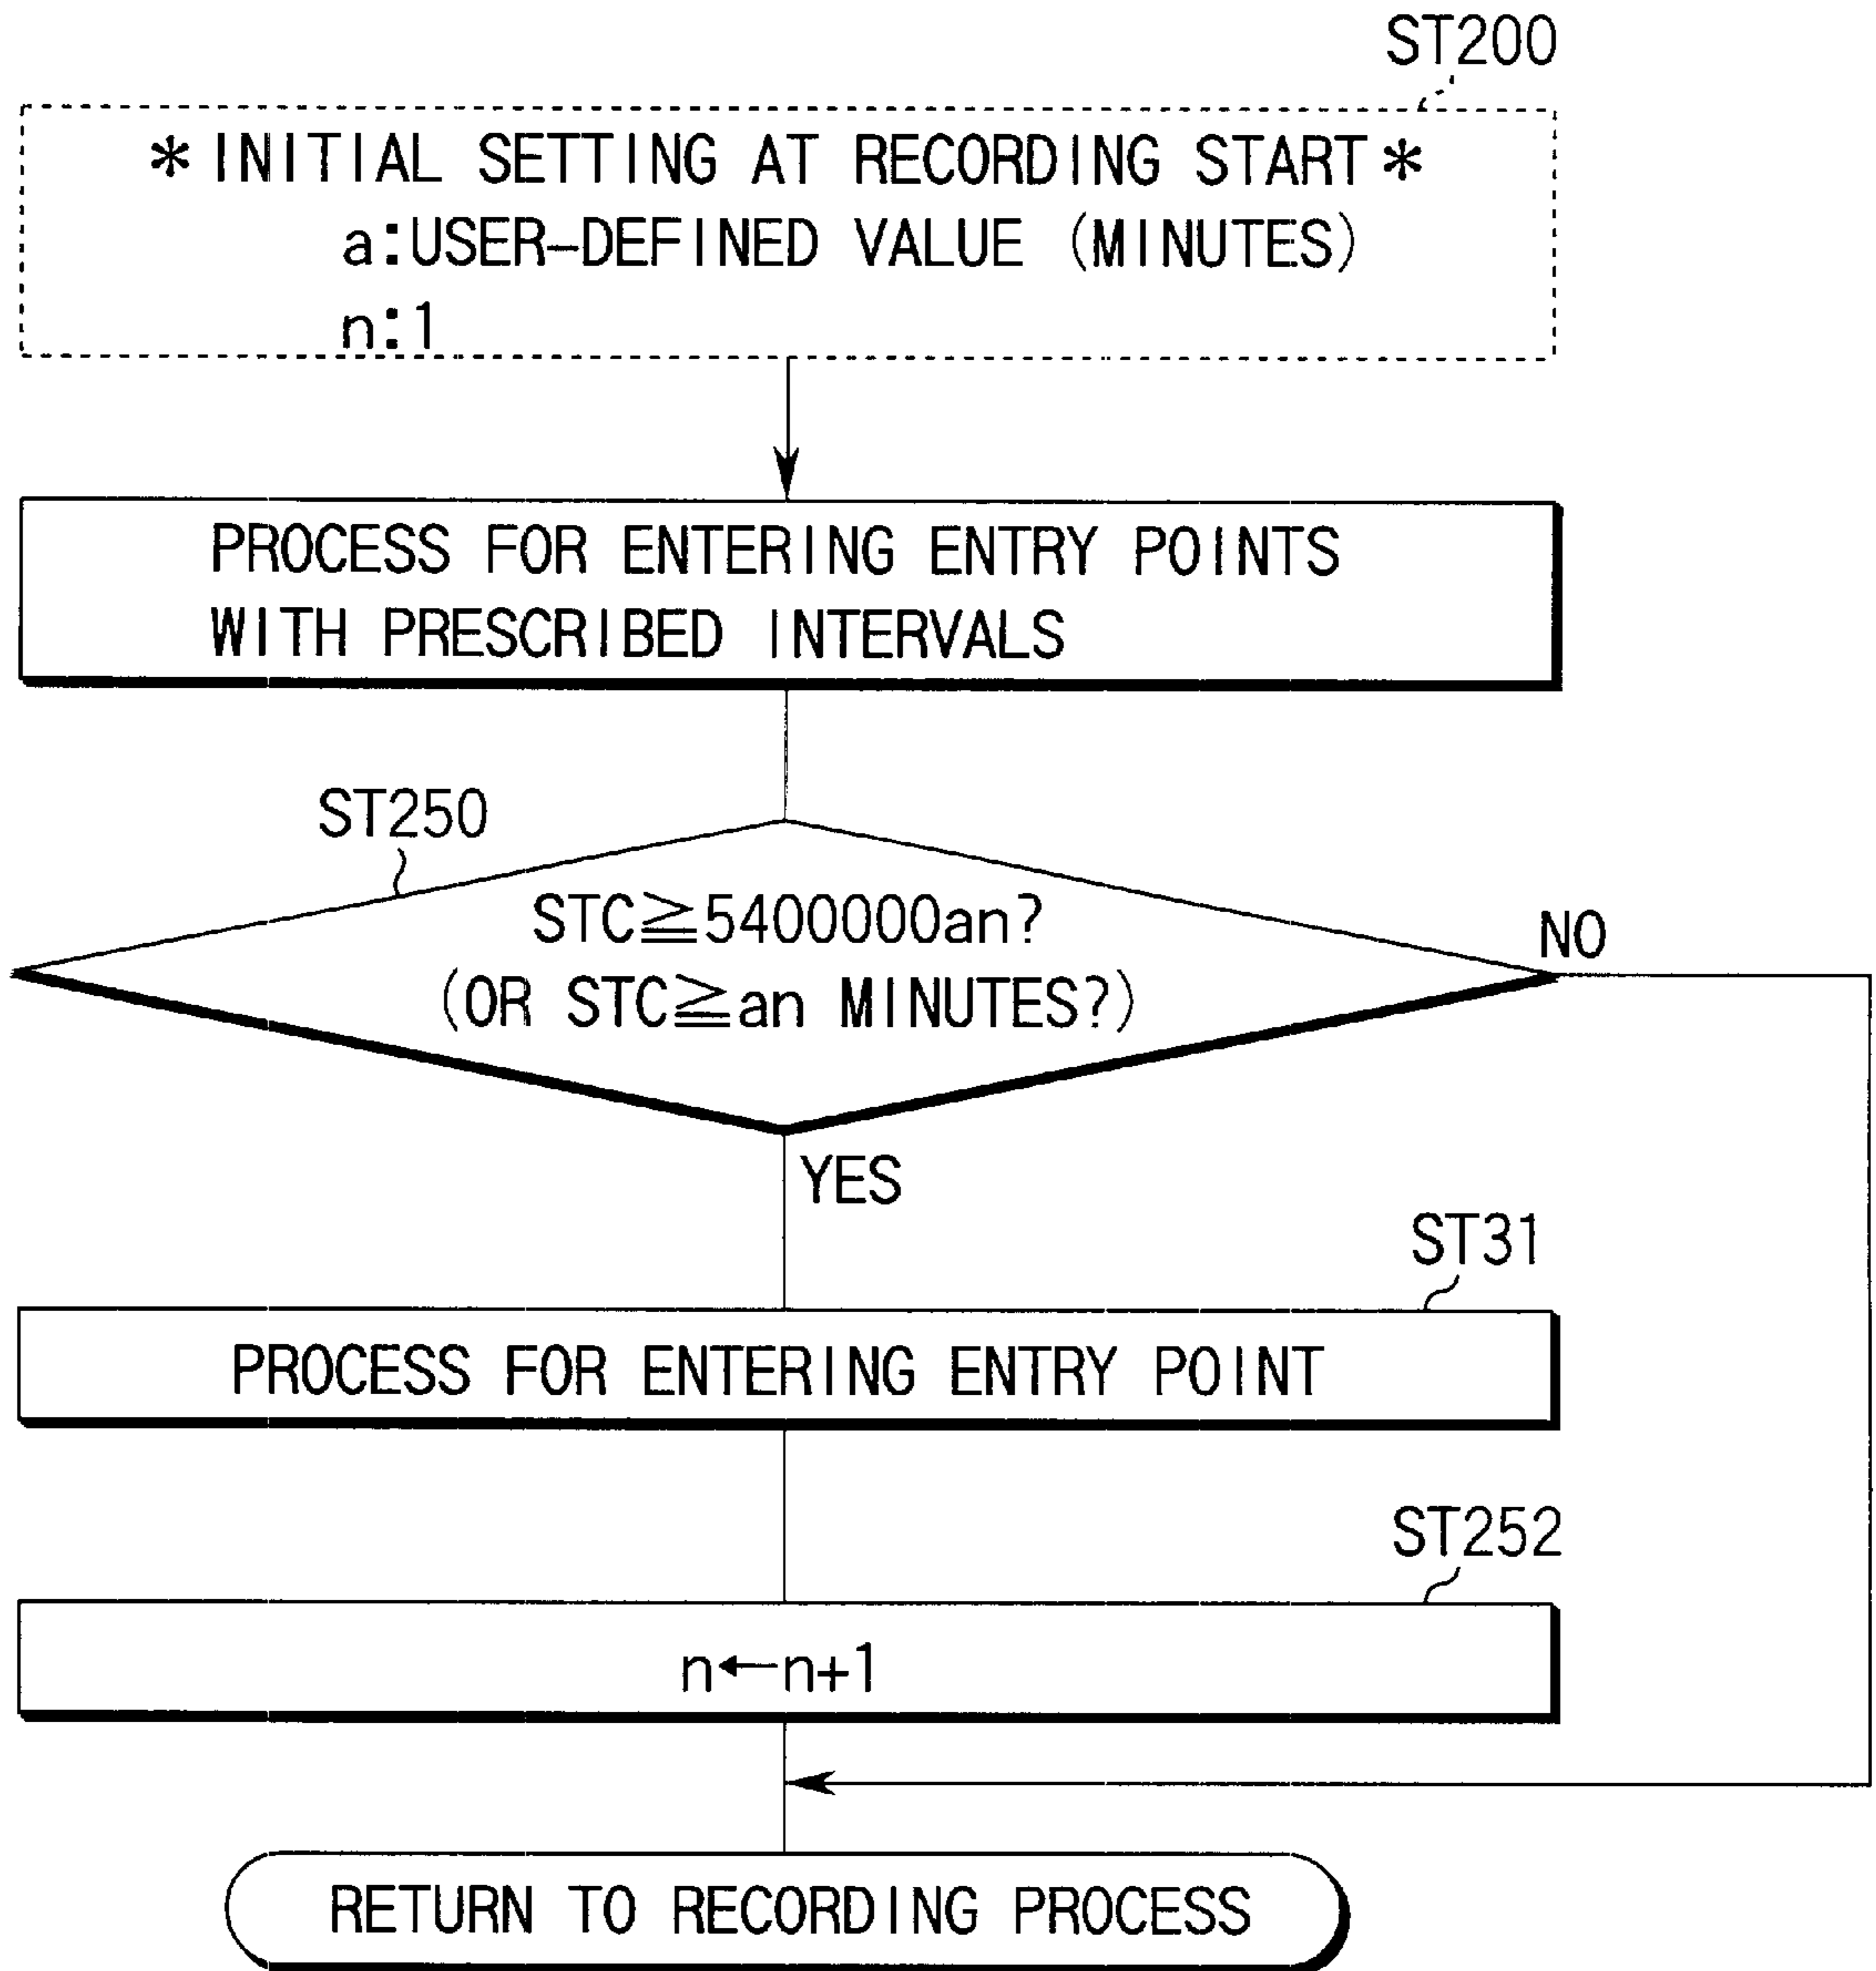 ST200
*INITIAL SETTING AT RECORDING START*
a:USER-DEFINED VALUE (MINUTES)
n:1
PROCESS FOR ENTERING ENTRY POINTS
WITH PRESCRIBED INTERVALS
ST250
STC≧5400000an?
(OR STC≧an MINUTES?)
NO
YES
ST31
PROCESS FOR ENTERING ENTRY POINT
ST252
n←n+1
RETURN TO RECORDING PROCESS